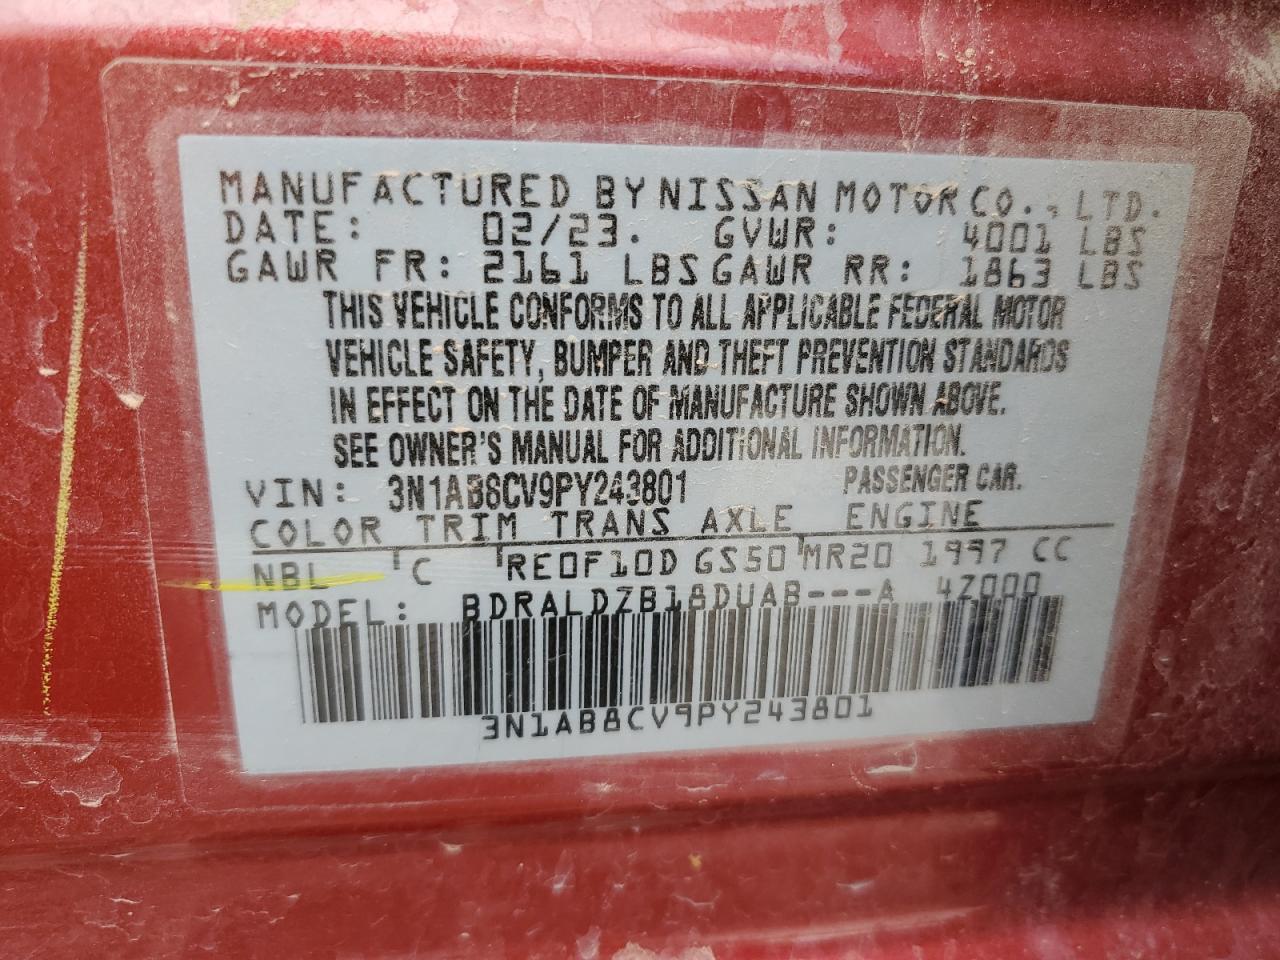 MANUFACTURED BY NISSAN MOTOR CO., LTD.
DATE: 02/23. GVWR: 4001 LBS
GAWR FR: 2161 LBS GAWR RR: 1863 LBS
THIS VEHICLE CONFORMS TO ALL APPLICABLE FEDERAL MOTOR
VEHICLE SAFETY, BUMPER AND THEFT PREVENTION STANDARDS
IN EFFECT ON THE DATE OF MANUFACTURE SHOWN ABOVE.
SEE OWNER'S MANUAL FOR ADDITIONAL INFORMATION.
VIN: 3N1AB8CV9PY243801 PASSENGER CAR.
COLOR TRIM TRANS AXLE ENGINE
NBL C RE0F10D GS50 MR20 1997 CC
MODEL: BDRALDZB18DUAB---A 4Z000
3N1AB8CV9PY243801